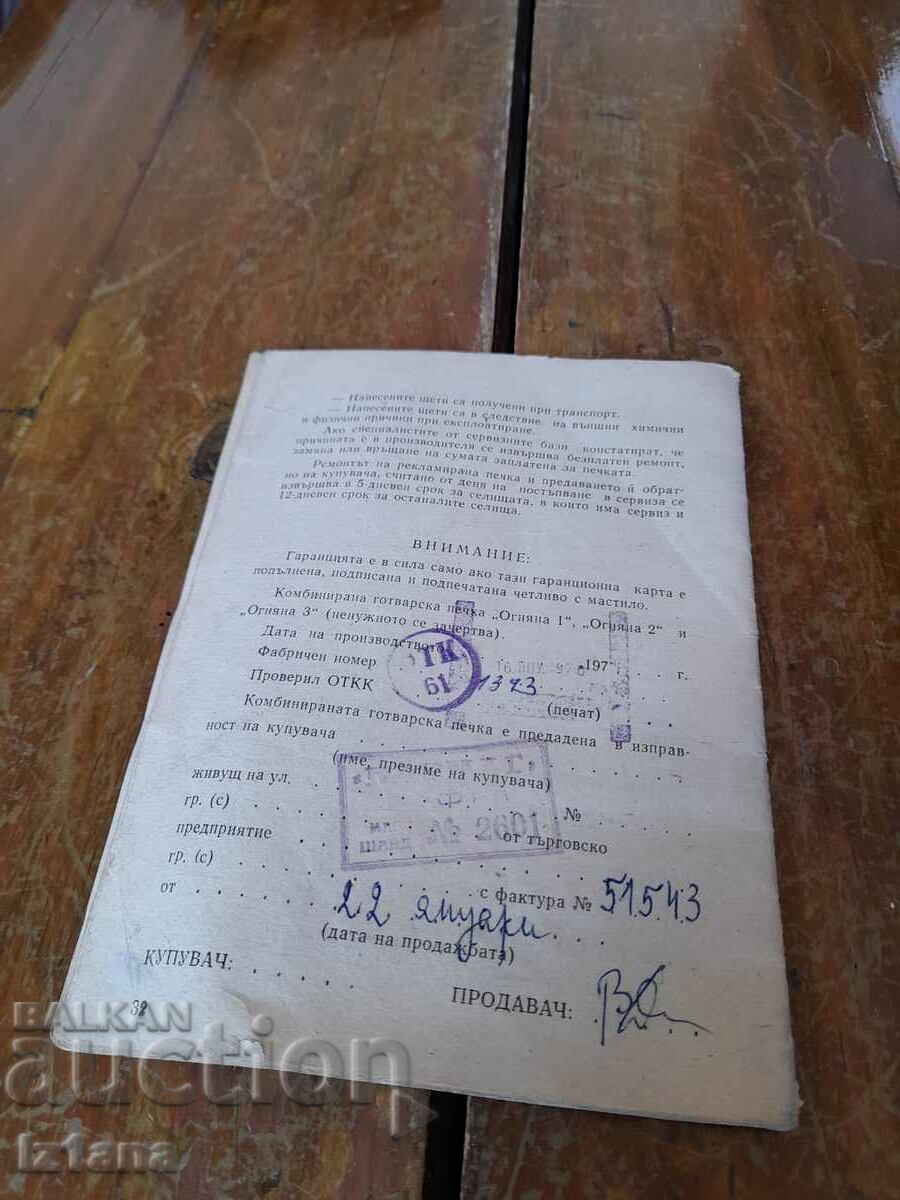 — Нанесените щети са получени при транспорт.
— Нанесените щети са в следствие на външни химични
и физични причини при експлоатиране.
Ако специалистите от сервизните бази констатират, че
причината е в производителя се извършва безплатен ремонт,
замяна или връщане на сумата заплатена за печката.
Ремонтът на рекламирана печка и предаването ѝ обрат-
но на купувача, считано от деня на постъпване в сервиза се
извършва в 5-дневен срок за селищата, в които има сервиз и
12-дневен срок за останалите селища.
ВНИМАНИЕ:
Гаранцията е в сила само ако тази гаранционна карта е
попълнена, подписана и подпечатана четливо с мастило.
Комбинирана готварска печка „Огняна 1“, „Огняна 2“ и
„Огняна 3“ (ненужното се зачертва).
Дата на производството 197 г.
Фабричен номер 1373
Проверил ОТКК (печат)
ТК 61
Комбинираната готварска печка е предадена в изправ-
ност на купувача
(име, презиме на купувача)
живущ на ул. №
гр. (с)
предприятие от търговско
№ 2601
гр. (с)
от 22 януари с фактура № 51543
(дата на продажбата)
КУПУВАЧ:
ПРОДАВАЧ:
32
BALKAN
auction
Iztana